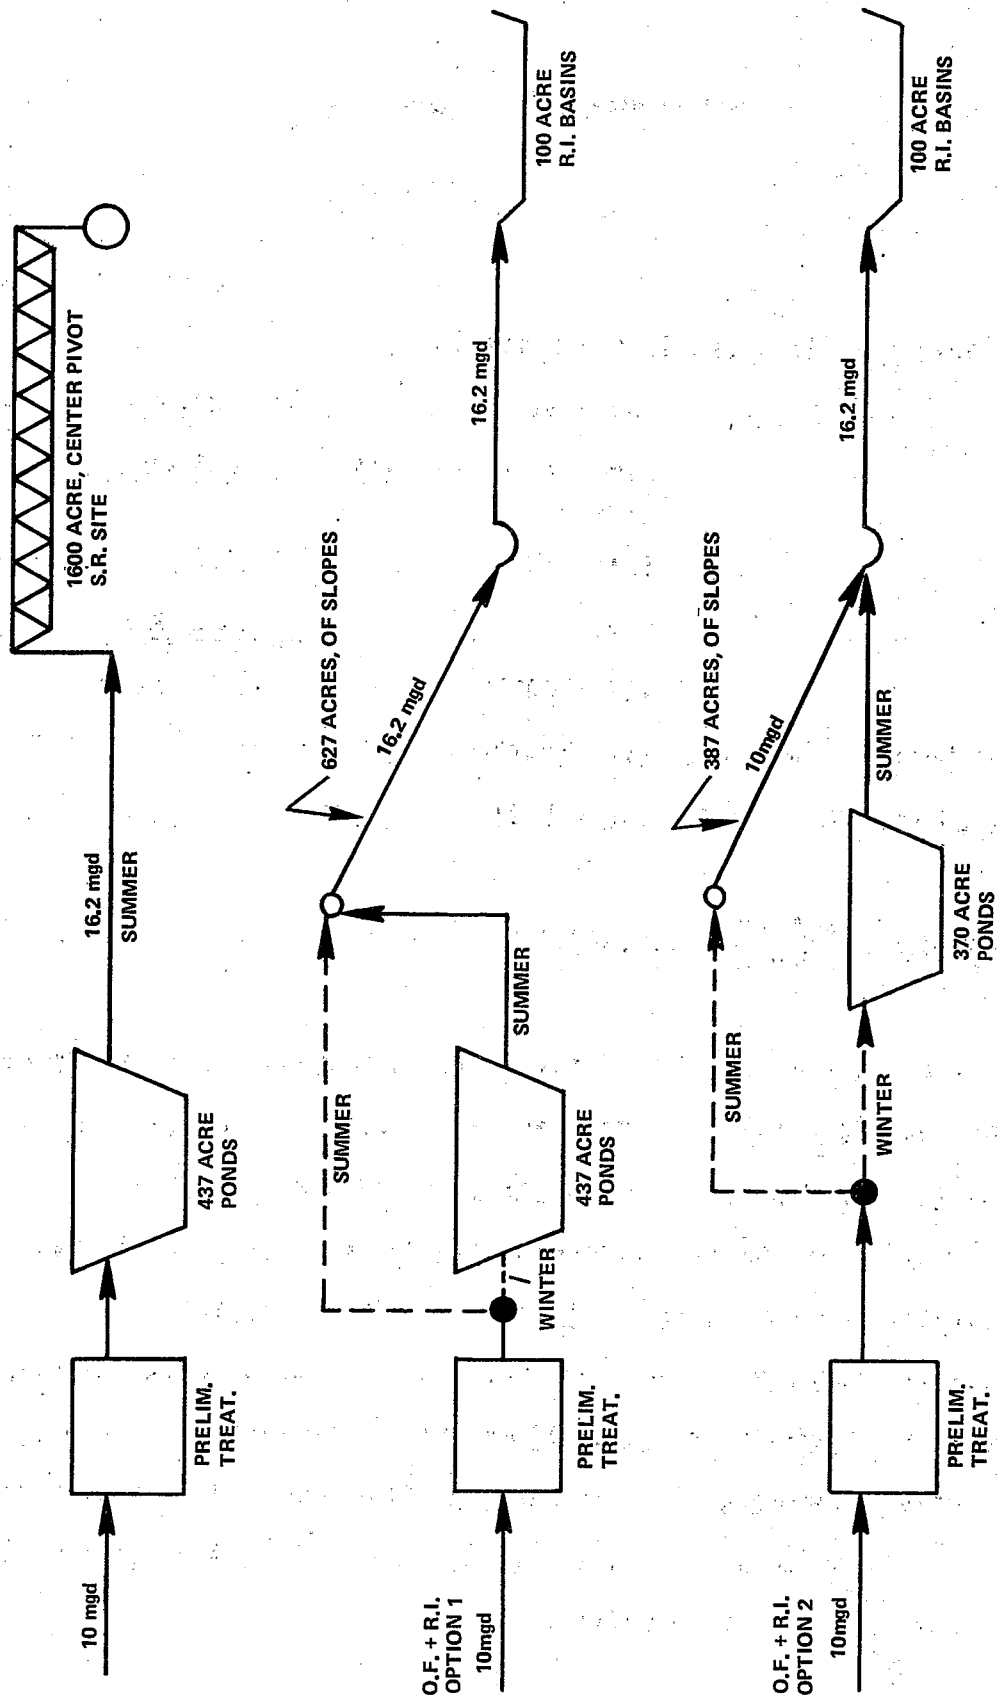 10 mgd
PRELIM.
TREAT.
437 ACRE
PONDS
16.2 mgd
SUMMER
1600 ACRE, CENTER PIVOT
S.R. SITE
O.F. + R.I.
OPTION 1
10mgd
PRELIM.
TREAT.
WINTER
SUMMER
437 ACRE
PONDS
SUMMER
627 ACRES, OF SLOPES
16.2 mgd
16.2 mgd
100 ACRE
R.I. BASINS
O.F. + R.I.
OPTION 2
10mgd
PRELIM.
TREAT.
WINTER
SUMMER
370 ACRE
PONDS
SUMMER
387 ACRES, OF SLOPES
10mgd
16.2 mgd
100 ACRE
R.I. BASINS